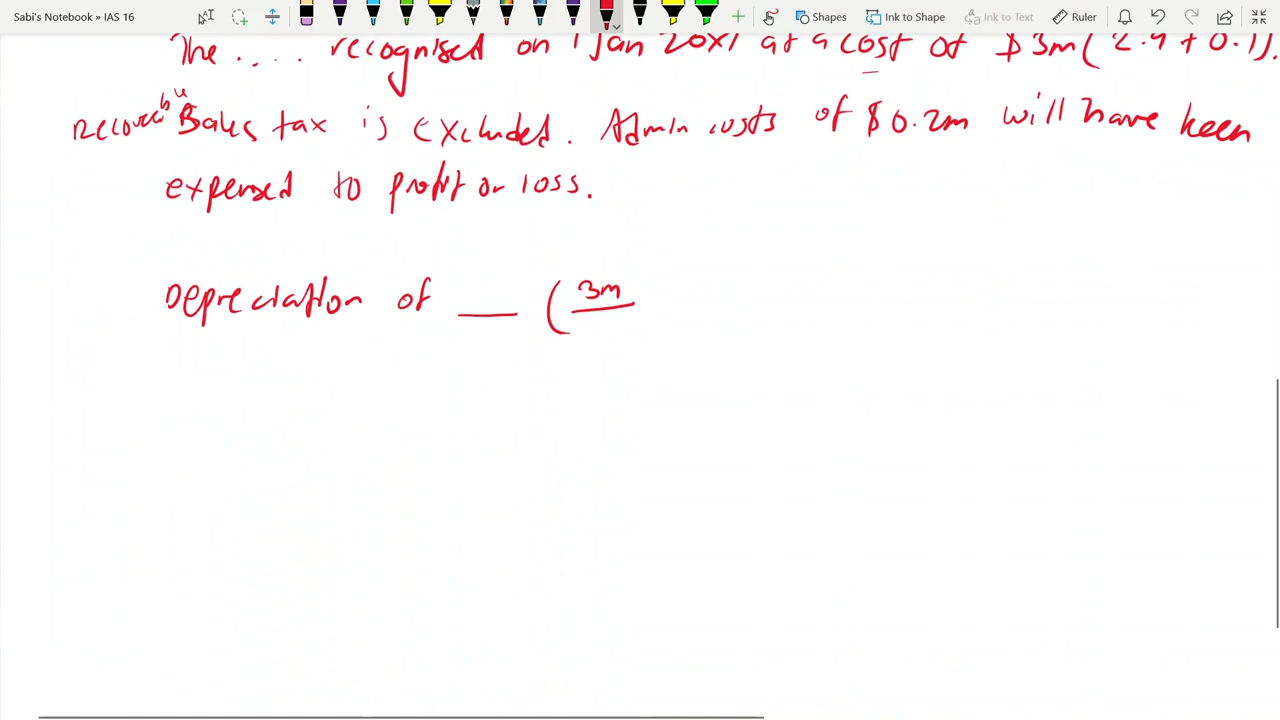 Sabi's Notebook » IAS 16
Shapes
Ink to Shape
Ink to Text
Ruler
The .... recognised on 1 Jan 20x1 at a cost of $3m (2.9 + 0.1).
recoverable Sales tax is excluded. Admin costs of $0.2m will have been
expensed to profit or loss.
Depreciation of ___ (3m